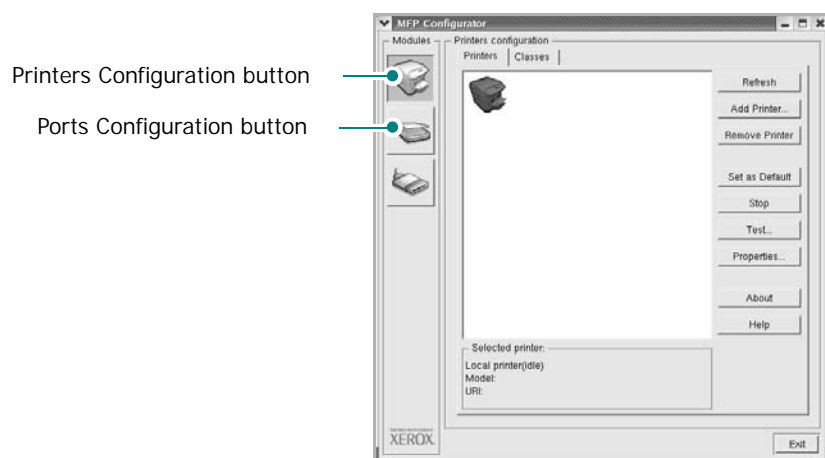 MFP Configurator
Modules
Printers configuration
Printers
Classes
Printers Configuration button
Ports Configuration button
Refresh
Add Printer...
Remove Printer
Set as Default
Stop
Test...
Properties...
About
Help
Selected printer:
Local printer(idle)
Model:
URI:
XEROX
Exit